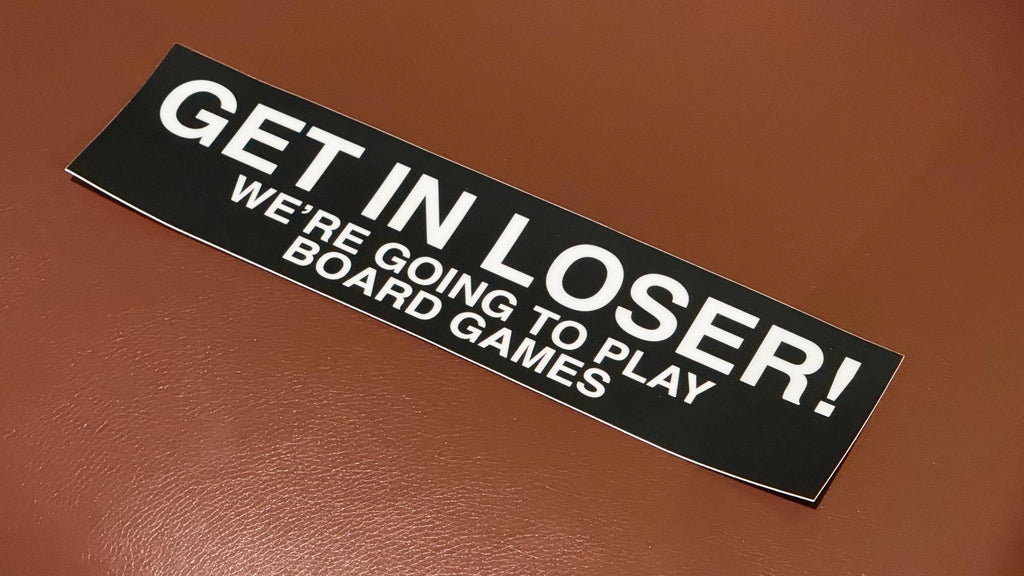 GET IN LOSER!
WE’RE GOING TO PLAY
BOARD GAMES